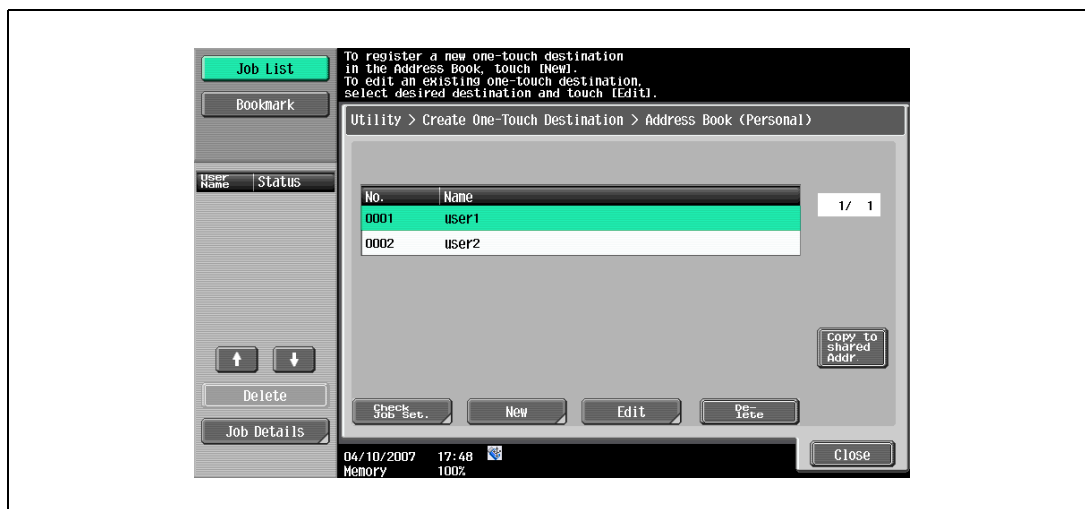 Job List
Bookmark
User Name Status
Delete
Job Details
To register a new one-touch destination
in the Address Book, touch [New].
To edit an existing one-touch destination,
select desired destination and touch [Edit].
Utility > Create One-Touch Destination > Address Book (Personal)
No. Name
0001 user1
0002 user2
1/ 1
Copy to
shared
Addr.
Check
Job Set.
New
Edit
De-
lete
04/10/2007 17:48
Memory 100%
Close